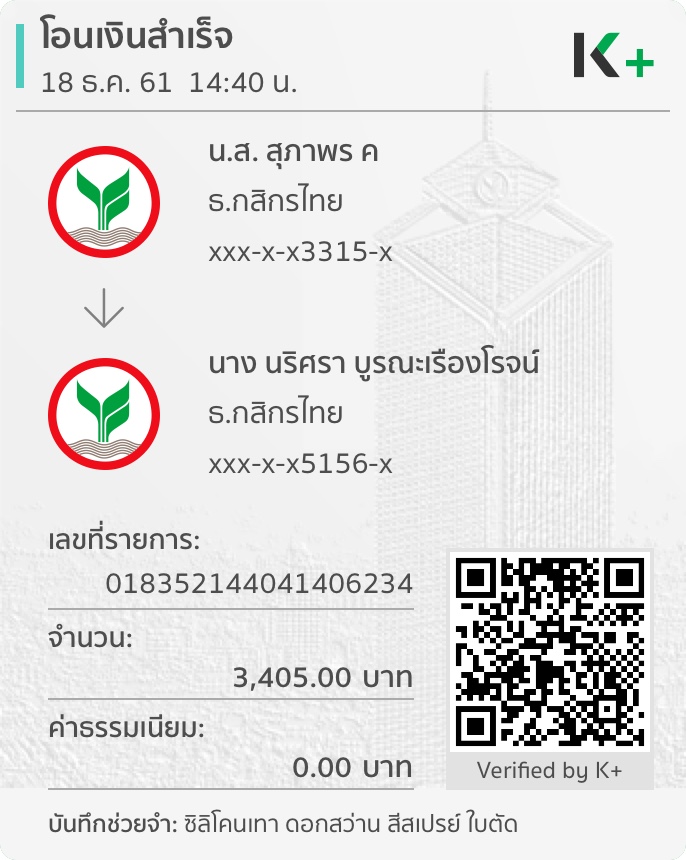 โอนเงินสำเร็จ
18 ธ.ค. 61 14:40 น.
K+
น.ส. สุภาพร ค
ธ.กสิกรไทย
xxx-x-x3315-x
นาง นริศรา บูรณะเรืองโรจน์
ธ.กสิกรไทย
xxx-x-x5156-x
เลขที่รายการ:
018352144041406234
จำนวน:
3,405.00 บาท
ค่าธรรมเนียม:
0.00 บาท
Verified by K+
บันทึกช่วยจำ: ซิลิโคนเทา ดอกสว่าน สีสเปรย์ ใบตัด